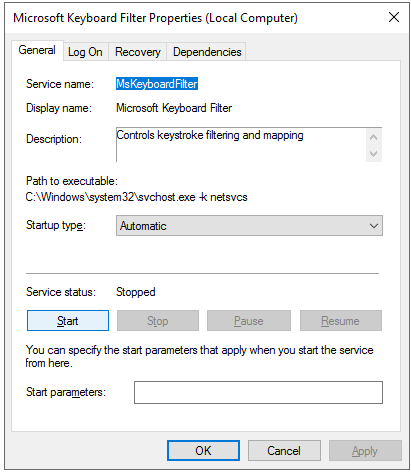 Microsoft Keyboard Filter Properties (Local Computer)
General Log On Recovery Dependencies
Service name: MsKeyboardFilter
Display name: Microsoft Keyboard Filter
Description: Controls keystroke filtering and mapping
Path to executable:
C:\Windows\system32\svchost.exe -k netsvcs
Startup type: Automatic
Service status: Stopped
Start Stop Pause Resume
You can specify the start parameters that apply when you start the service
from here.
Start parameters:
OK Cancel Apply